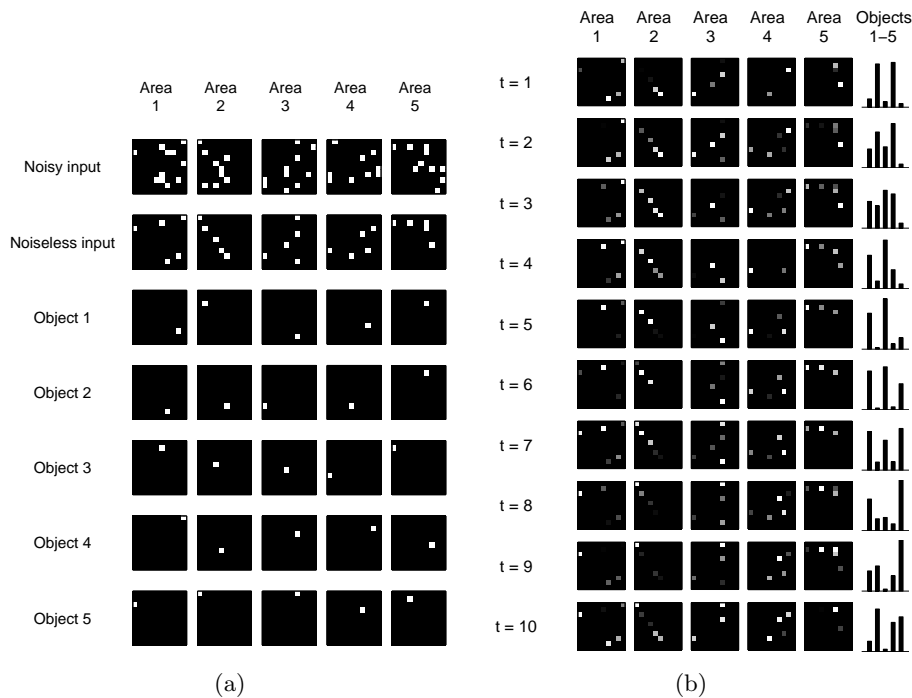 Area 1
Area 2
Area 3
Area 4
Area 5
Noisy input
Noiseless input
Object 1
Object 2
Object 3
Object 4
Object 5
(a)
Area 1
Area 2
Area 3
Area 4
Area 5
Objects 1−5
t = 1
t = 2
t = 3
t = 4
t = 5
t = 6
t = 7
t = 8
t = 9
t = 10
(b)